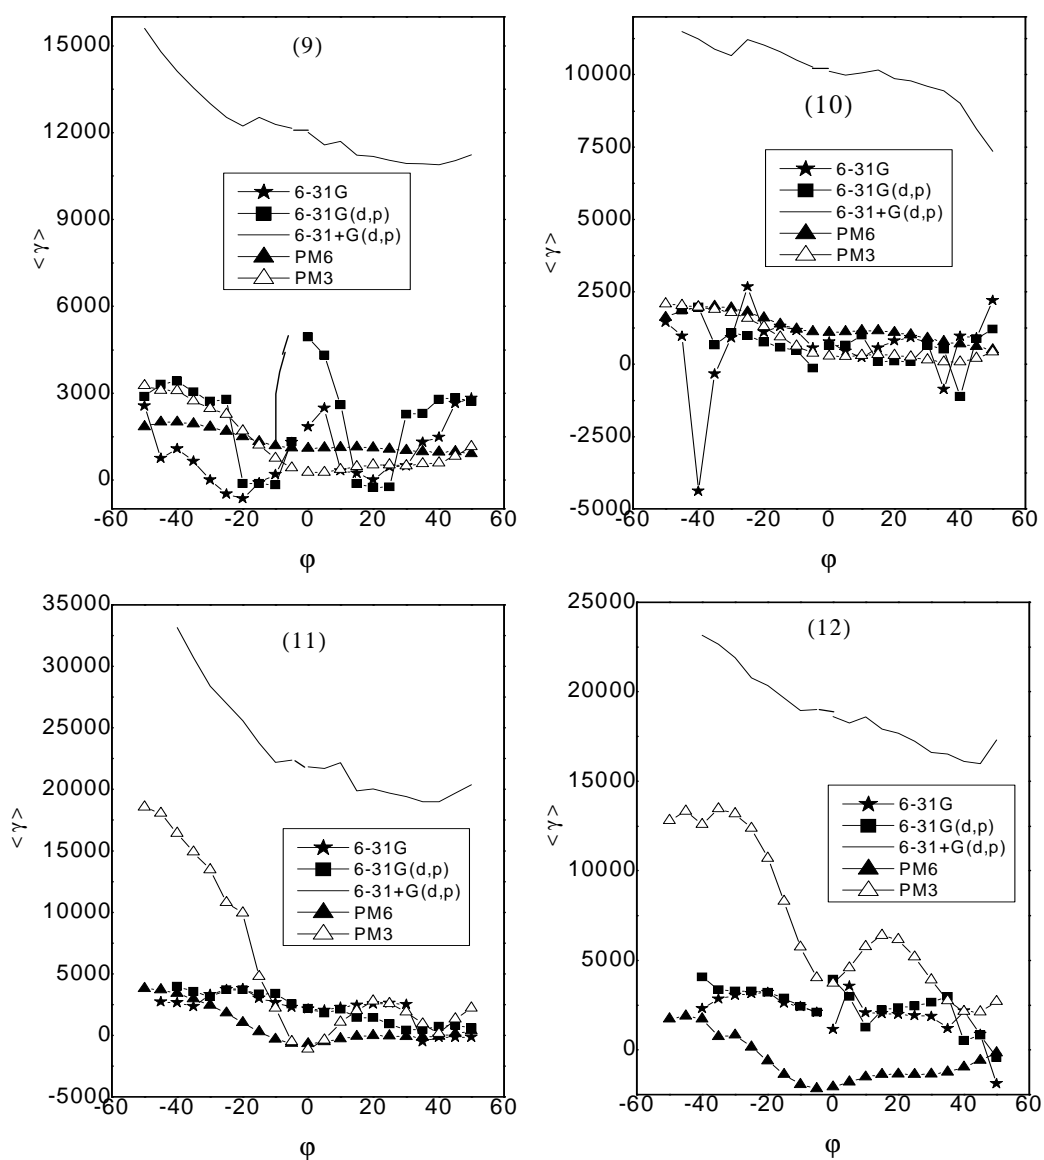 15000
12000
9000
6000
3000
0
<γ>
(9)
6-31G
6-31G(d,p)
6-31+G(d,p)
PM6
PM3
-60 -40 -20 0 20 40 60
φ
10000
7500
5000
2500
0
-2500
-5000
<γ>
(10)
6-31G
6-31G(d,p)
6-31+G(d,p)
PM6
PM3
-60 -40 -20 0 20 40 60
φ
35000
30000
25000
20000
15000
10000
5000
0
-5000
<γ>
(11)
6-31G
6-31G(d,p)
6-31+G(d,p)
PM6
PM3
-60 -40 -20 0 20 40 60
φ
25000
20000
15000
10000
5000
0
<γ>
(12)
6-31G
6-31G(d,p)
6-31+G(d,p)
PM6
PM3
-60 -40 -20 0 20 40 60
φ